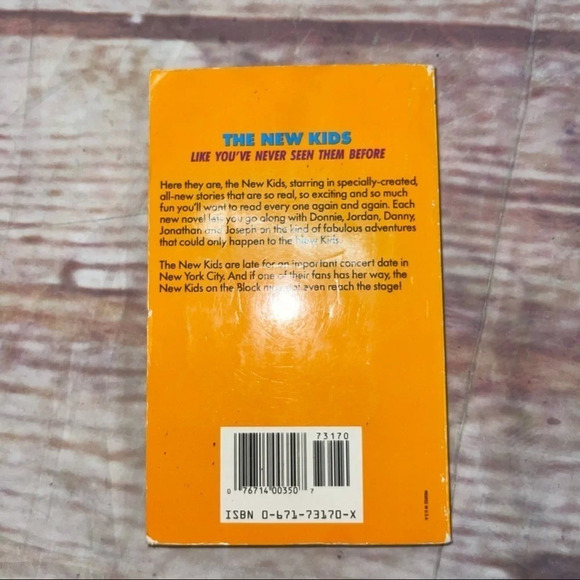 THE NEW KIDS
LIKE YOU'VE NEVER SEEN THEM BEFORE
Here they are, the New Kids, starring in specially-created,
all-new stories that are so real, so exciting and so much
fun you'll want to read every one again and again. Each
new novel lets you go along with Donnie, Jordan, Danny,
Jonathan and Joseph on the kind of fabulous adventures
that could only happen to the New Kids.
The New Kids are late for an important concert date in
New York City. And if one of their fans has her way, the
New Kids on the Block may not even reach the stage!
73170
0 76714 00350 7
ISBN 0-671-73170-X